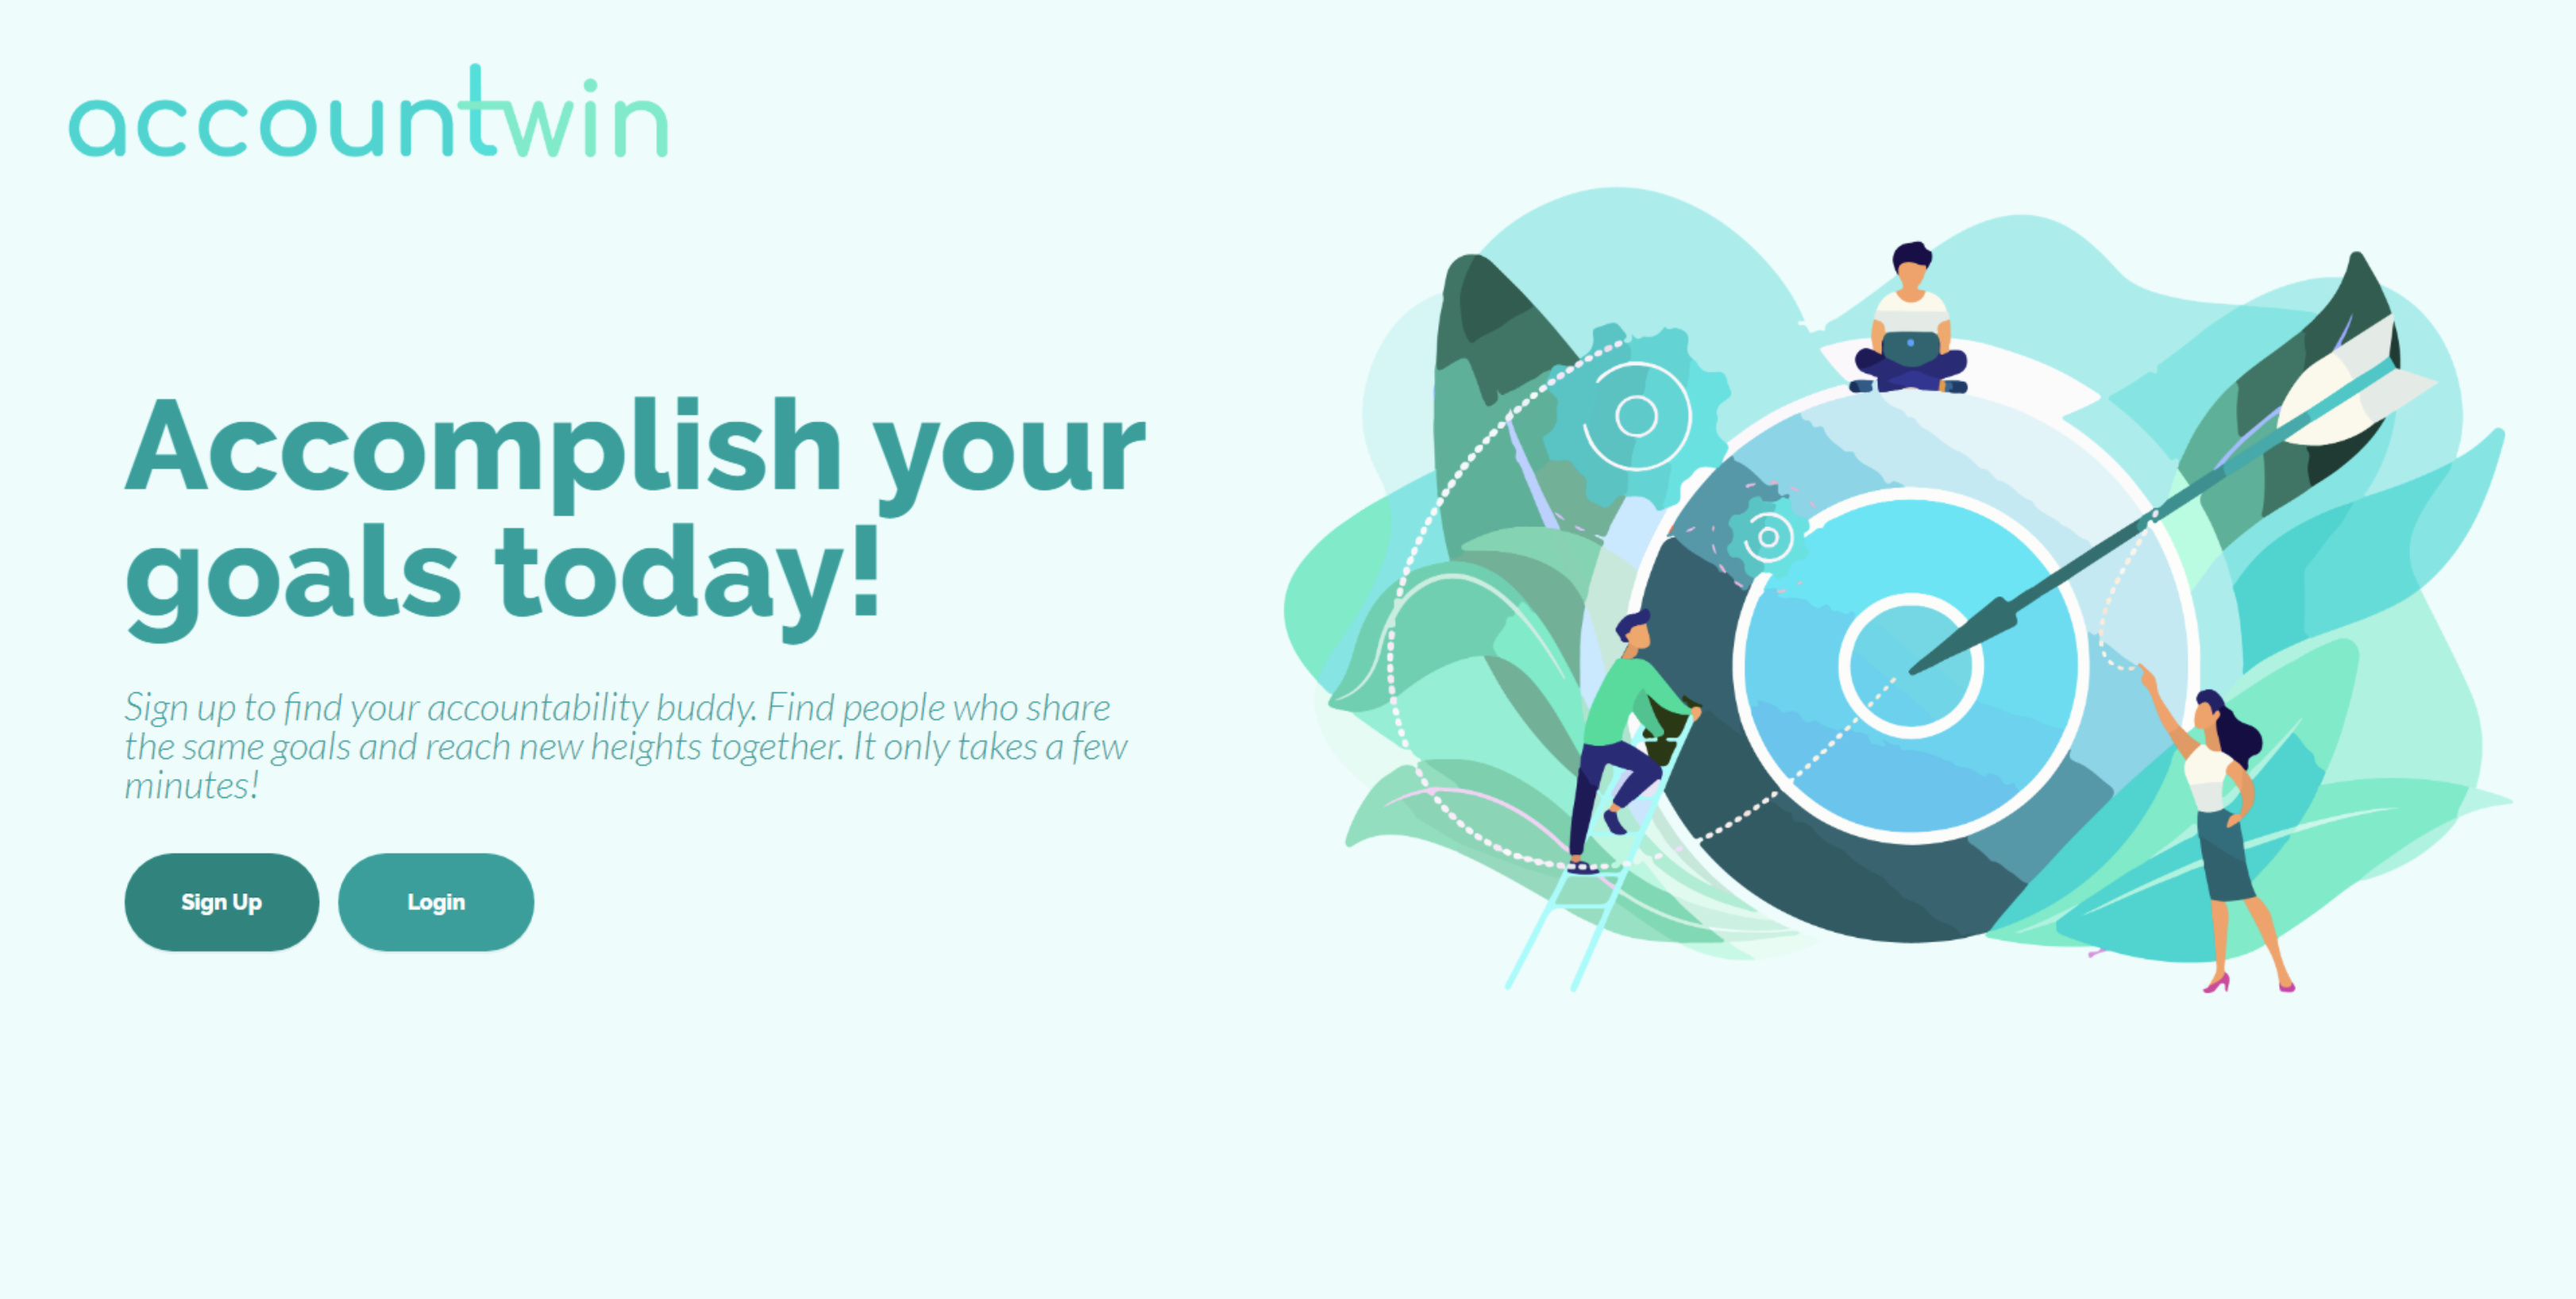 accountwin
Accomplish your
goals today!
Sign up to find your accountability buddy. Find people who share
the same goals and reach new heights together. It only takes a few
minutes!
Sign Up
Login